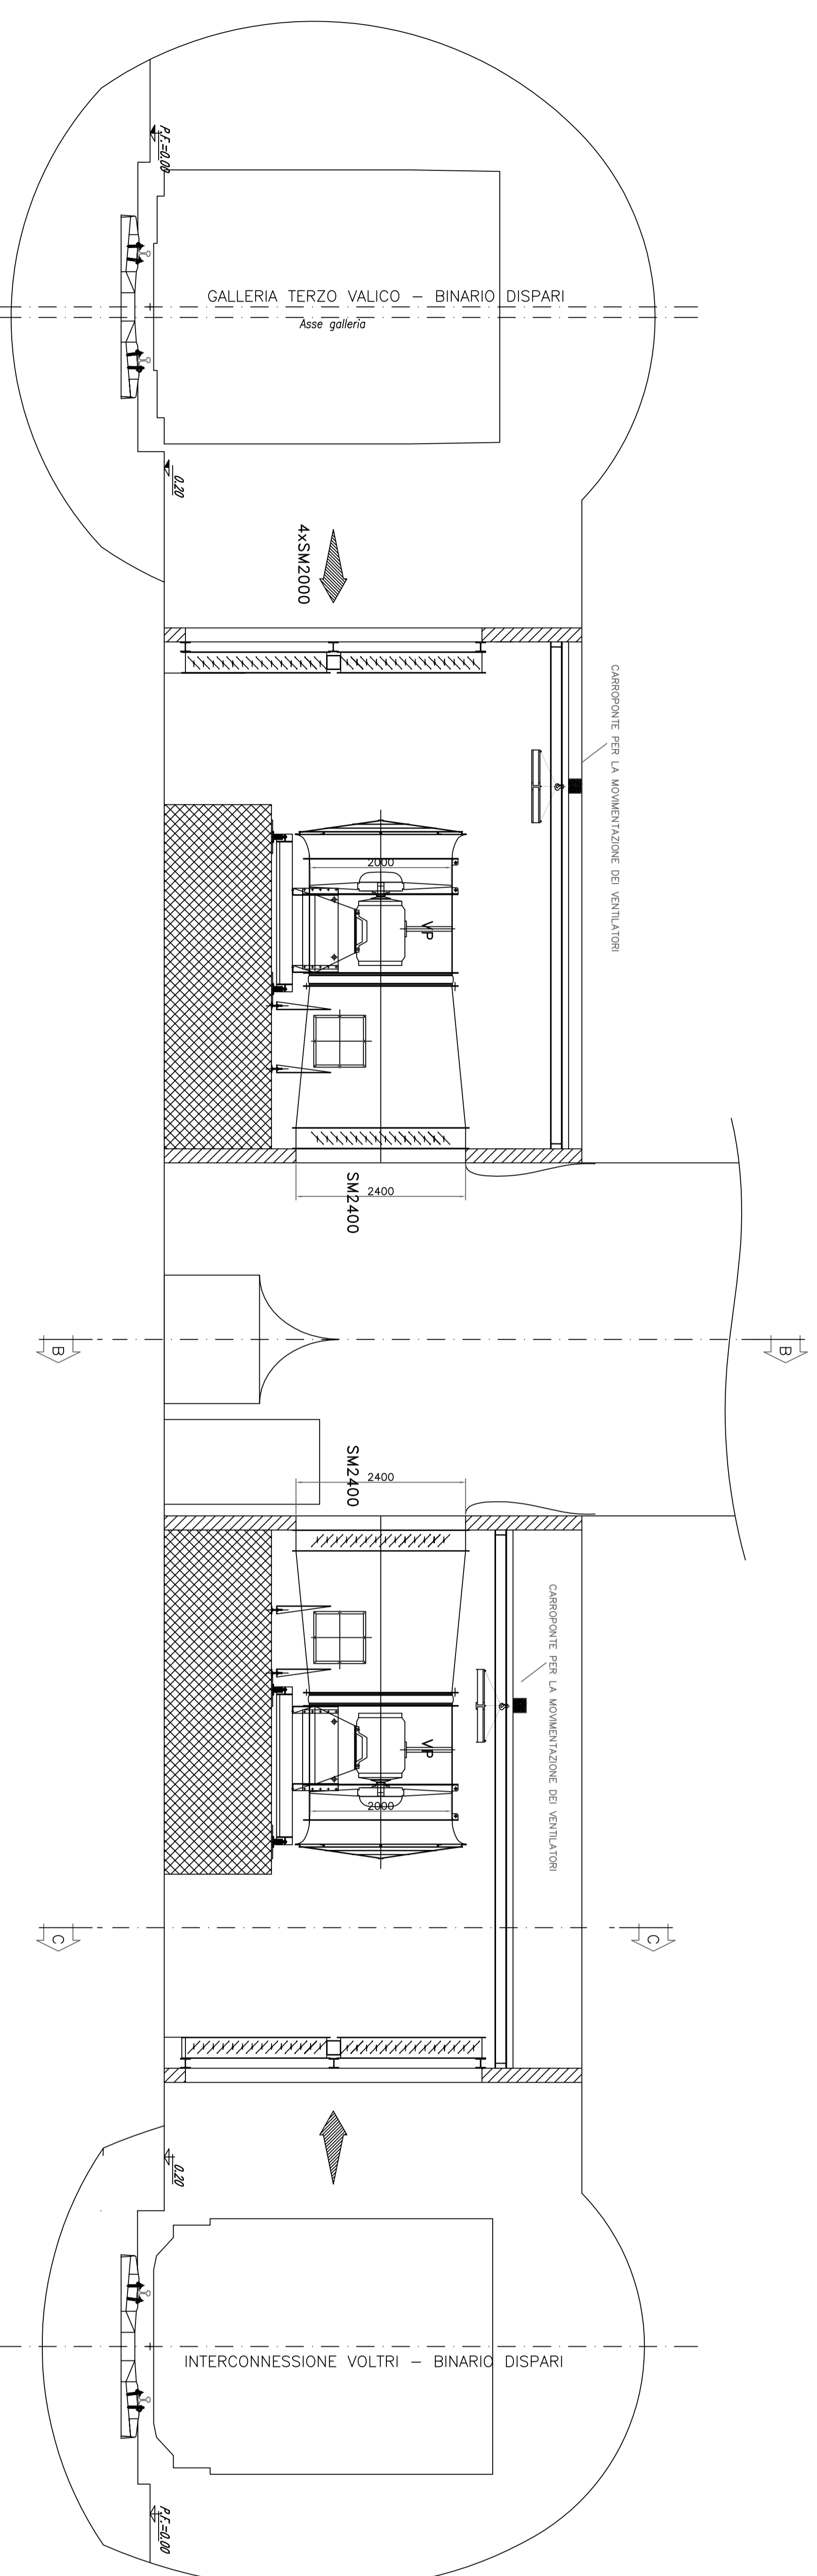 P.F.=0.00
GALLERIA TERZO VALICO – BINARIO DISPARI
Asse galleria
0.20
4xSM2000
CARROPONTE PER LA MOVIMENTAZIONE DEI VENTILATORI
2000
VP
SM2400
2400
B
B
SM2400
2400
CARROPONTE PER LA MOVIMENTAZIONE DEI VENTILATORI
VP
2000
C
C
0.20
INTERCONNESSIONE VOLTRI – BINARIO DISPARI
P.F.=0.00